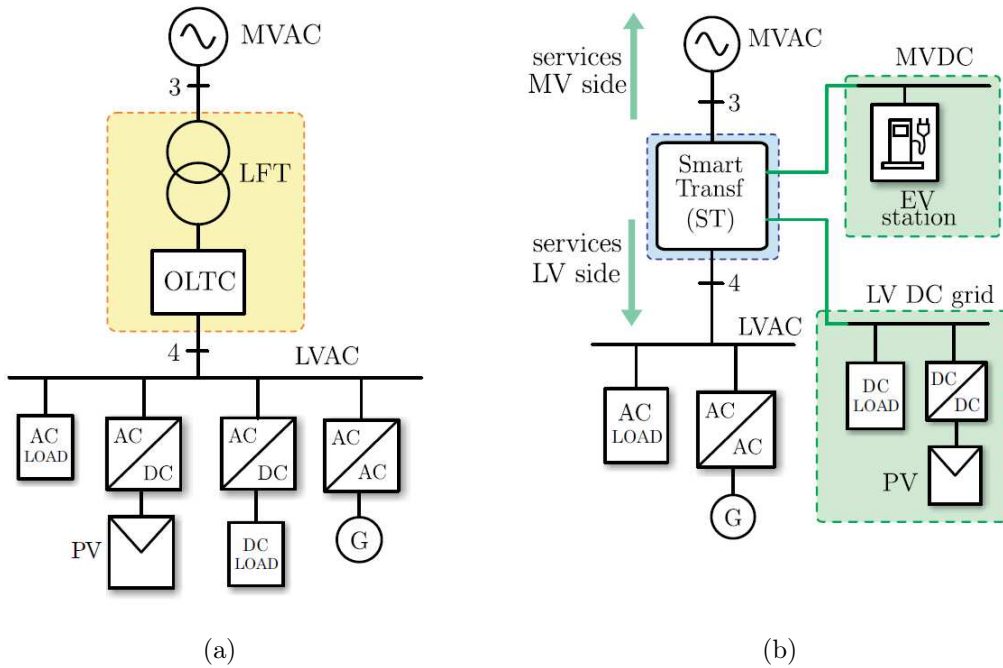 MVAC
3
LFT
OLTC
4
LVAC
AC
LOAD
AC
DC
AC
DC
AC
AC
PV
DC
LOAD
G
(a)
services
MV side
MVAC
3
Smart
Transf
(ST)
services
LV side
4
LVAC
AC
LOAD
AC
AC
G
MVDC
EV
station
LV DC grid
DC
LOAD
DC
DC
PV
(b)